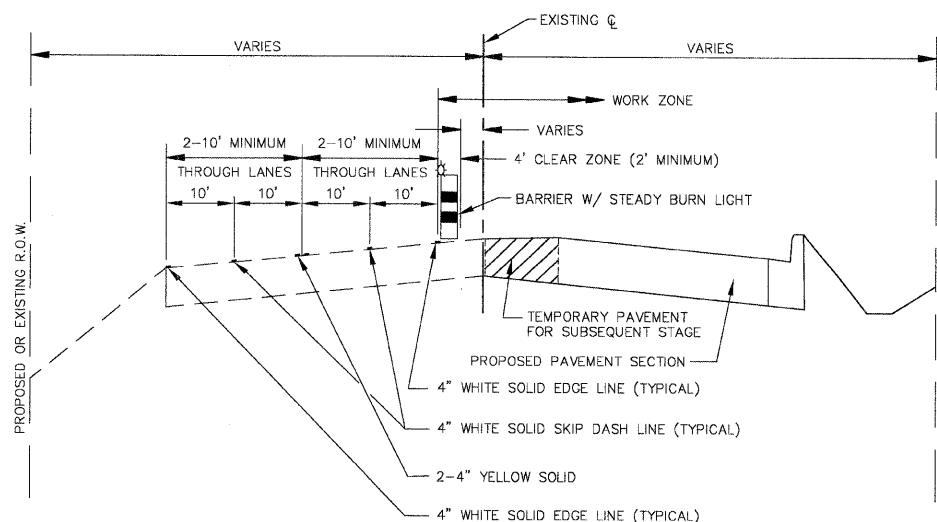 EXISTING ℄
VARIES
VARIES
WORK ZONE
2-10' MINIMUM
2-10' MINIMUM
VARIES
THROUGH LANES
THROUGH LANES
4' CLEAR ZONE (2' MINIMUM)
10'
10'
10'
10'
BARRIER W/ STEADY BURN LIGHT
PROPOSED OR EXISTING R.O.W.
TEMPORARY PAVEMENT
FOR SUBSEQUENT STAGE
PROPOSED PAVEMENT SECTION
4" WHITE SOLID EDGE LINE (TYPICAL)
4" WHITE SOLID SKIP DASH LINE (TYPICAL)
2-4" YELLOW SOLID
4" WHITE SOLID EDGE LINE (TYPICAL)